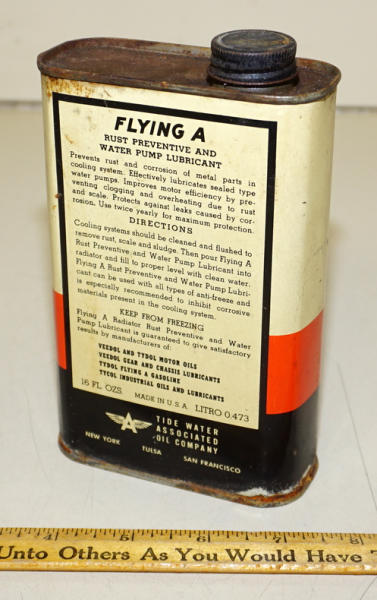 FLYING A
RUST PREVENTIVE AND
WATER PUMP LUBRICANT
Prevents rust and corrosion of metal parts in
cooling system. Effectively lubricates sealed type
water pumps. Improves motor efficiency by pre-
venting clogging and overheating due to rust
and scale. Protects against leaks caused by cor-
rosion. Use twice yearly for maximum protection.
DIRECTIONS
Cooling systems should be cleaned and flushed to
remove rust, scale and sludge. Then pour Flying A
Rust Preventive and Water Pump Lubricant into
radiator and fill to proper level with clean water.
Flying A Rust Preventive and Water Pump Lubri-
cant can be used with all types of anti-freeze and
is especially recommended to inhibit corrosive
materials present in the cooling system.
KEEP FROM FREEZING
Flying A Radiator Rust Preventive and Water
Pump Lubricant is guaranteed to give satisfactory
results by manufacturers of:
VEEDOL AND TYDOL MOTOR OILS
VEEDOL GEAR AND CHASSIS LUBRICANTS
TYDOL FLYING A GASOLINE
TYCOL INDUSTRIAL OILS AND LUBRICANTS
16 FL. OZS. MADE IN U.S.A. LITRO 0.473
A
TIDE WATER
ASSOCIATED
OIL COMPANY
NEW YORK TULSA SAN FRANCISCO
4 5 6 7 8
Unto Others As You Would Have